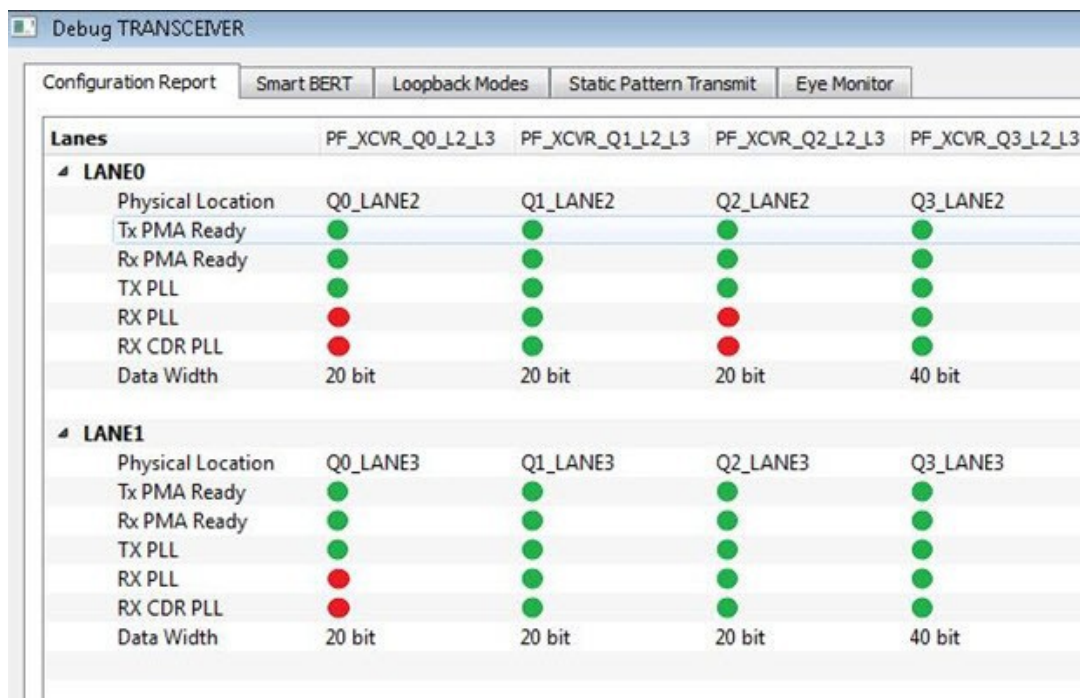 Debug TRANSCEIVER
Configuration Report Smart BERT Loopback Modes Static Pattern Transmit Eye Monitor
Lanes PF_XCVR_Q0_L2_L3 PF_XCVR_Q1_L2_L3 PF_XCVR_Q2_L2_L3 PF_XCVR_Q3_L2_L3
LANE0
Physical Location Q0_LANE2 Q1_LANE2 Q2_LANE2 Q3_LANE2
Tx PMA Ready
Rx PMA Ready
TX PLL
RX PLL
RX CDR PLL
Data Width 20 bit 20 bit 20 bit 40 bit
LANE1
Physical Location Q0_LANE3 Q1_LANE3 Q2_LANE3 Q3_LANE3
Tx PMA Ready
Rx PMA Ready
TX PLL
RX PLL
RX CDR PLL
Data Width 20 bit 20 bit 20 bit 40 bit